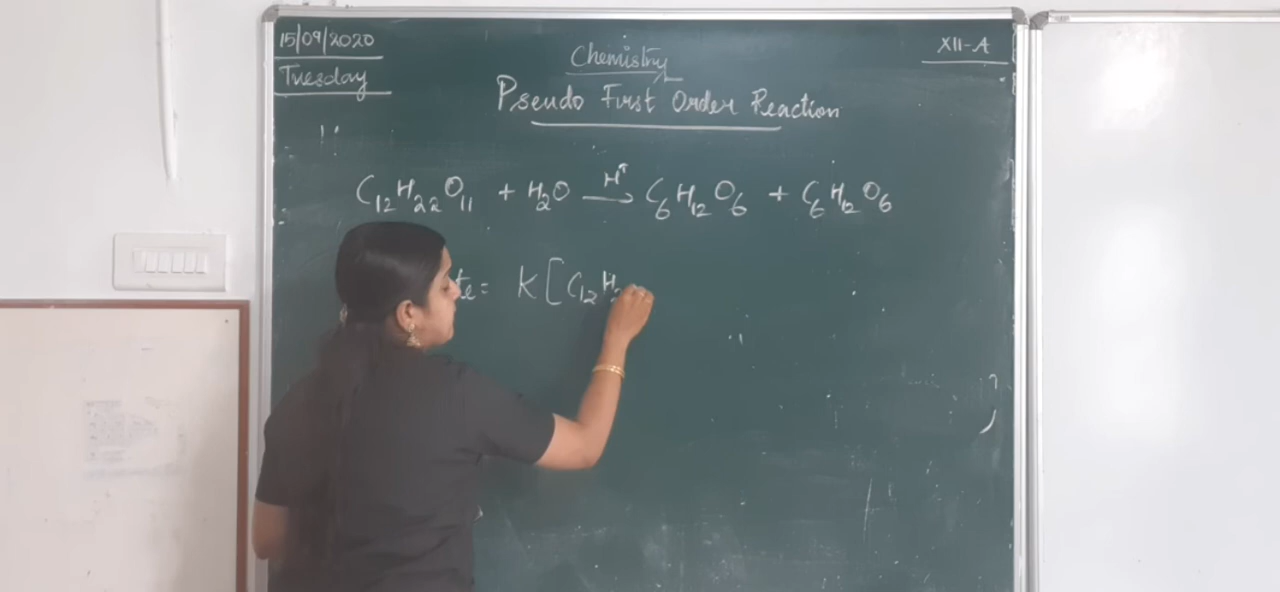 15/09/2020
Tuesday
Chemistry
XII-A
Pseudo First Order Reaction
C₁₂H₂₂O₁₁ + H₂O —H⁺→ C₆H₁₂O₆ + C₆H₁₂O₆
te = K[C₁₂H